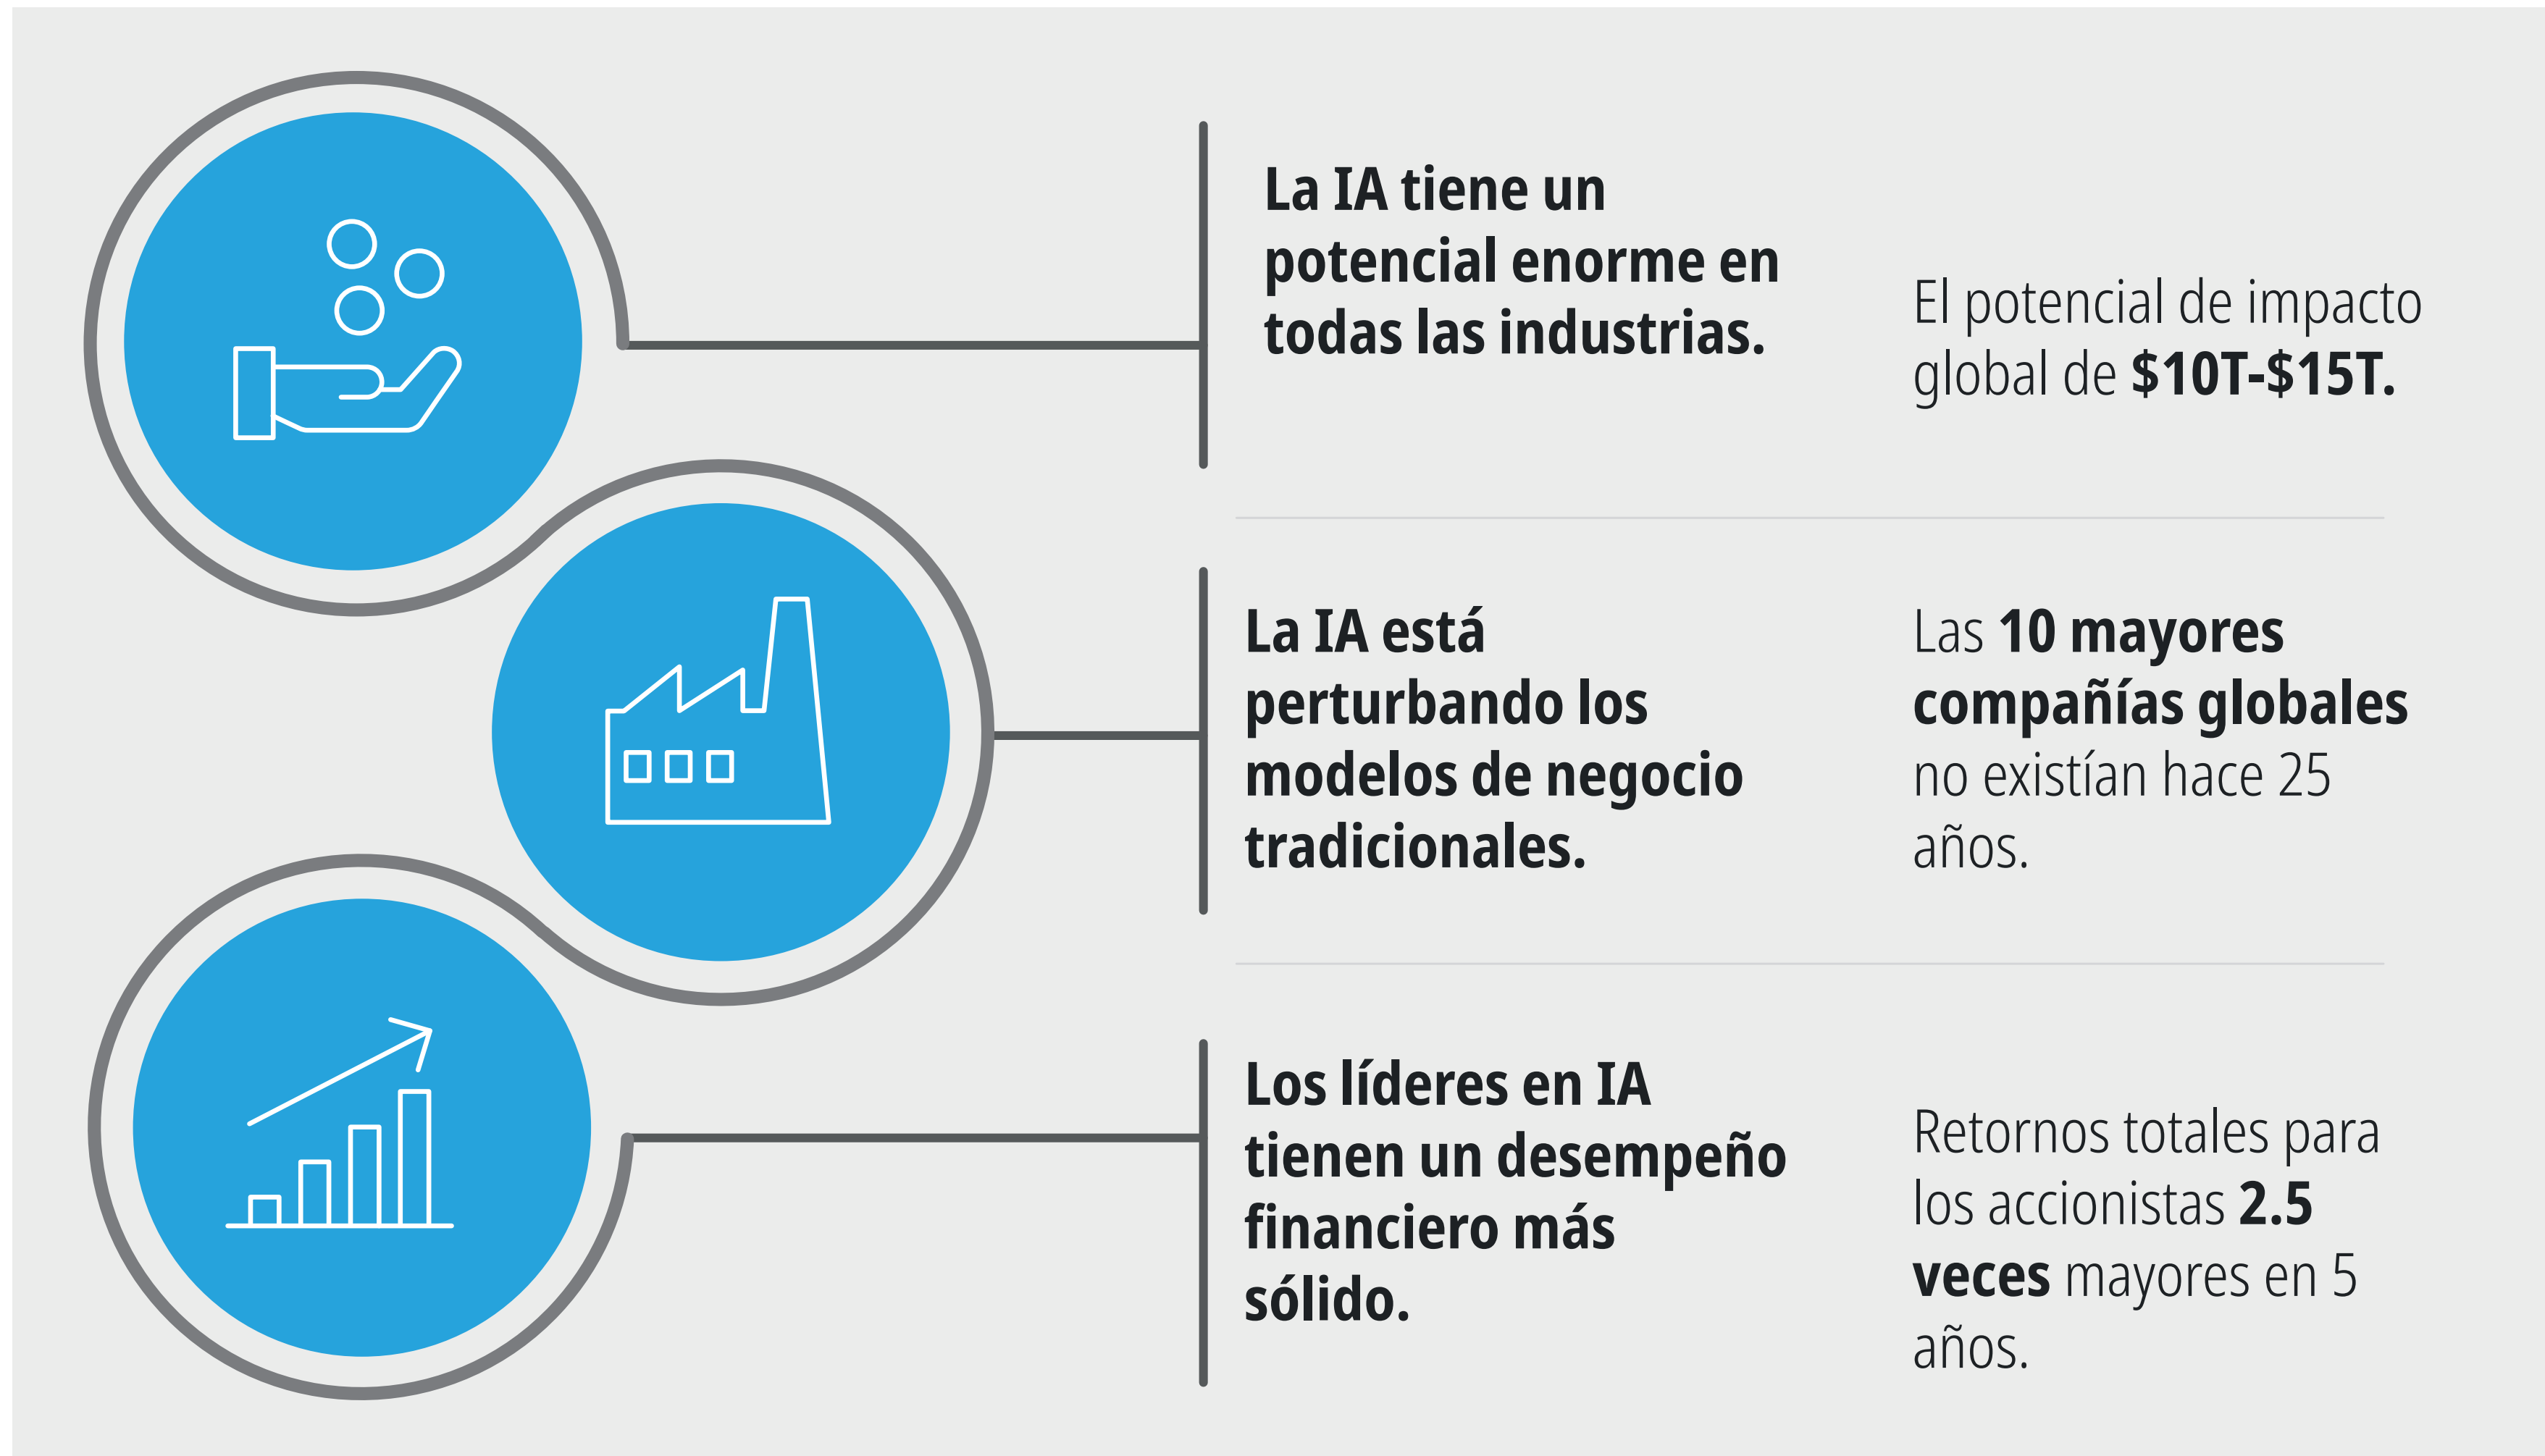 La IA tiene un
potencial enorme en
todas las industrias.
El potencial de impacto
global de $10T-$15T.
La IA está
perturbando los
modelos de negocio
tradicionales.
Las 10 mayores
compañías globales
no existían hace 25
años.
Los líderes en IA
tienen un desempeño
financiero más
sólido.
Retornos totales para
los accionistas 2.5
veces mayores en 5
años.